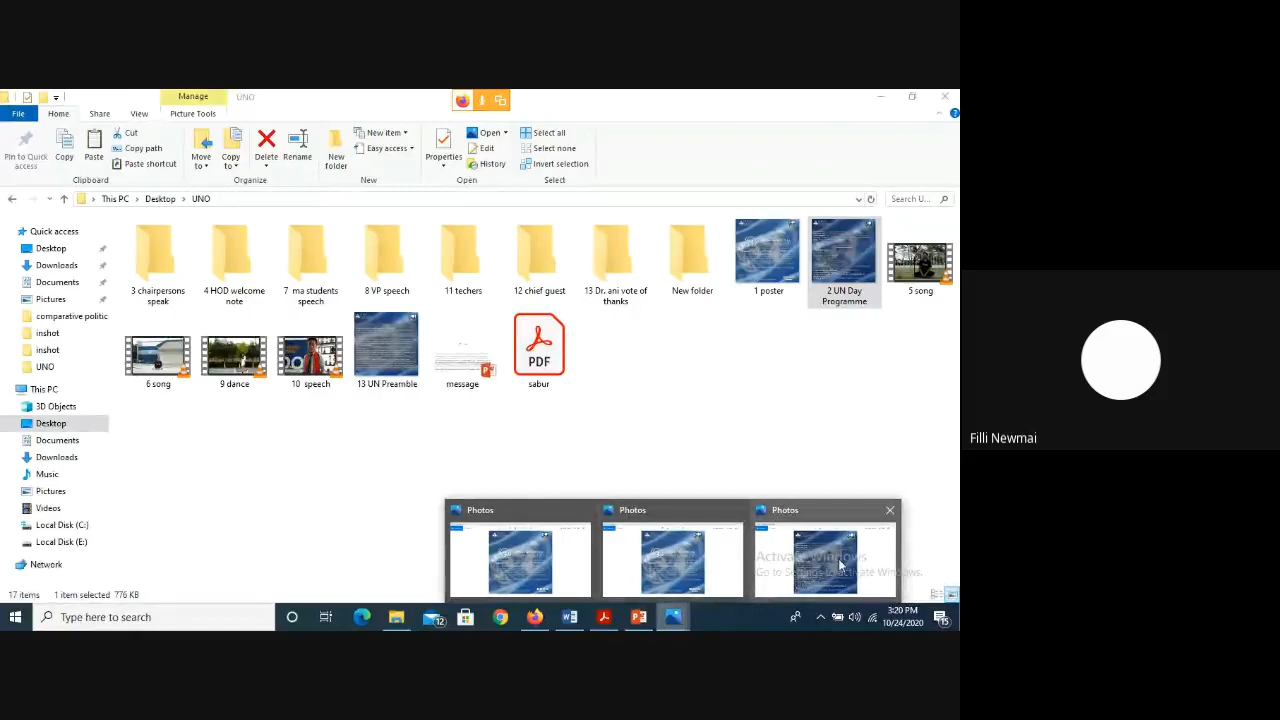 Manage
UNO
File
Home
Share
View
Picture Tools
Pin to Quick access
Copy
Paste
Cut
Copy path
Paste shortcut
Move to
Copy to
Delete
Rename
New folder
New item
Easy access
Properties
Open
Edit
History
Select all
Select none
Invert selection
Clipboard
Organize
New
Open
Select
This PC
Desktop
UNO
Search U...
Quick access
Desktop
Downloads
Documents
Pictures
comparative politic
inshot
inshot
UNO
This PC
3D Objects
Desktop
Documents
Downloads
Music
Pictures
Videos
Local Disk (C:)
Local Disk (E:)
Network
3 chairpersons speak
4 HOD welcome note
7 ma students speech
8 VP speech
11 techers
12 chief guest
13 Dr. ani vote of thanks
New folder
1 poster
2 UN Day Programme
5 song
6 song
9 dance
10 speech
13 UN Preamble
message
PDF
sabur
Photos
Photos
Photos
Activate Windows
Go to Settings to activate Windows.
17 items
1 item selected 776 KB
Type here to search
12
3:20 PM
10/24/2020
15
Filli Newmai